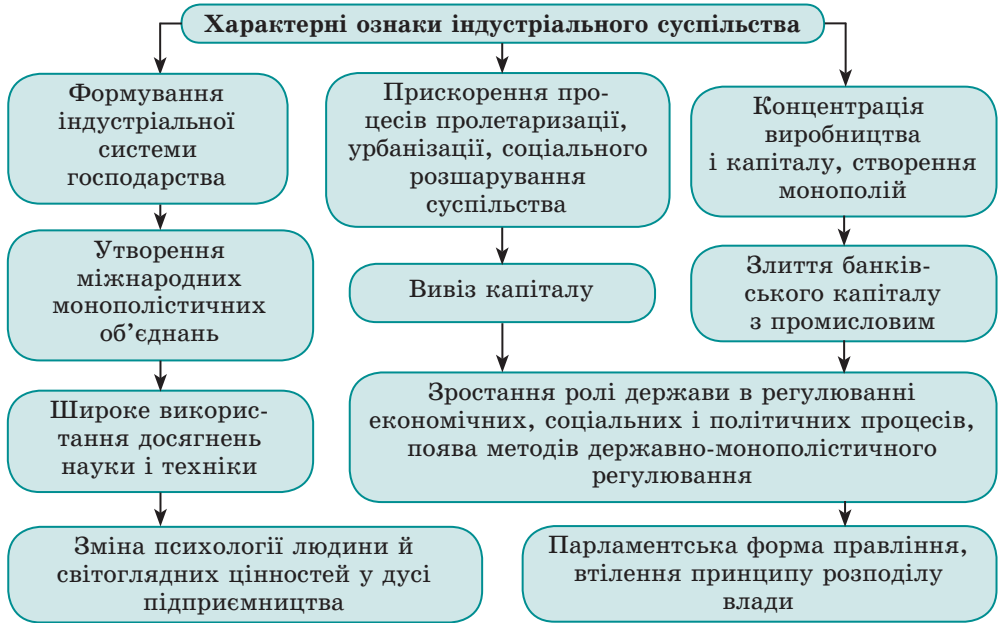 Характерні ознаки індустріального суспільства
Формування
індустріальної
системи
господарства
Прискорення про-
цесів пролетаризації,
урбанізації, соціального
розшарування
суспільства
Концентрація
виробництва
і капіталу, створення
монополій
Утворення
міжнародних
монополістичних
об’єднань
Вивіз капіталу
Злиття банків-
ського капіталу
з промисловим
Широке викорис-
тання досягнень
науки і техніки
Зростання ролі держави в регулюванні
економічних, соціальних і політичних процесів,
поява методів державно-монополістичного
регулювання
Зміна психології людини й
світоглядних цінностей у дусі
підприємництва
Парламентська форма правління,
втілення принципу розподілу
влади